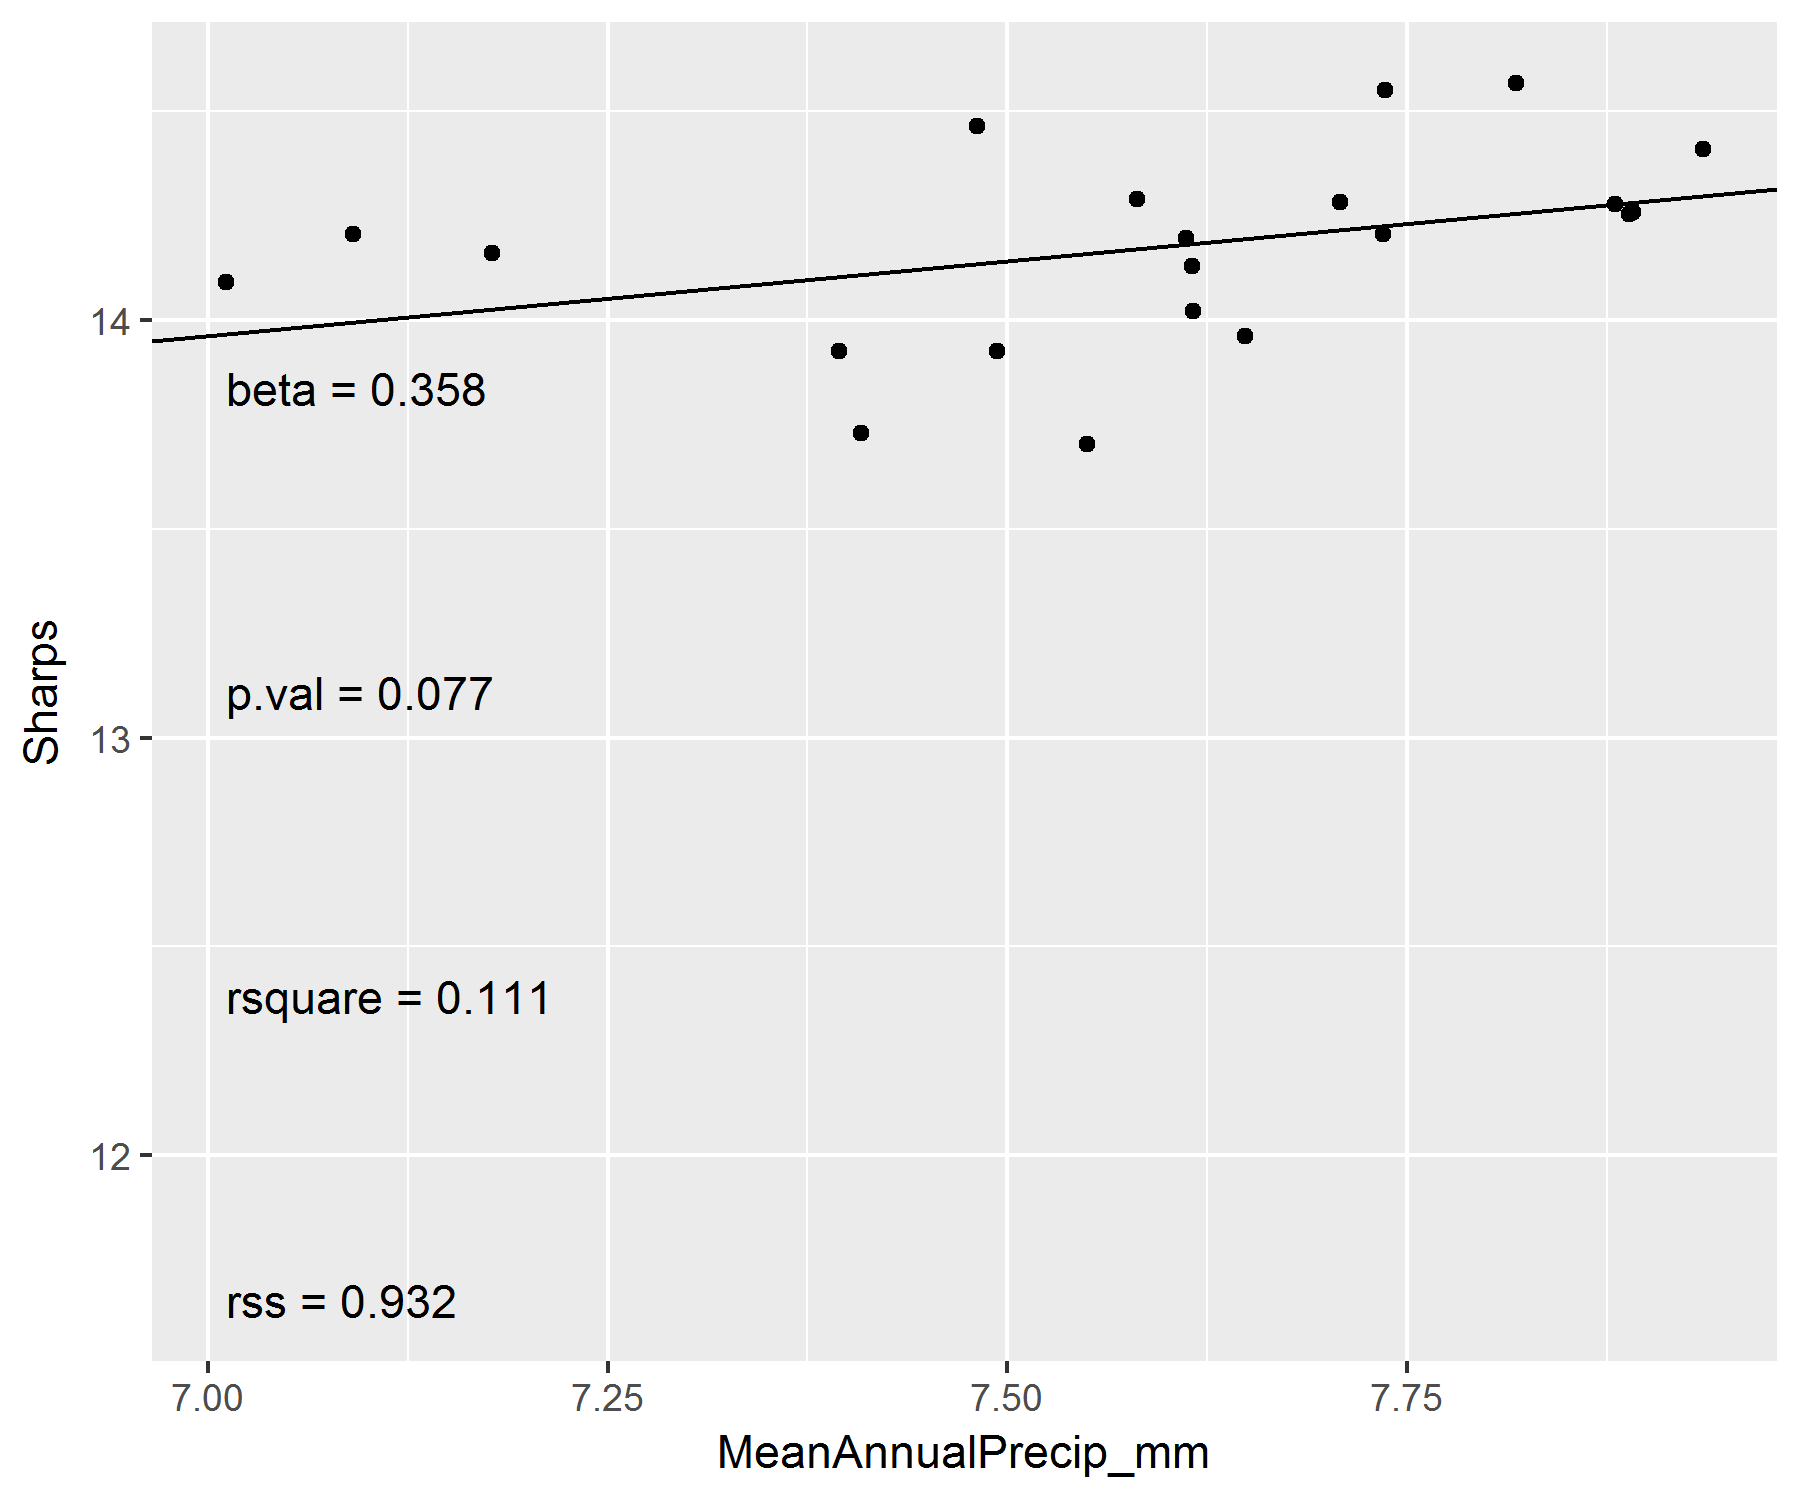 Sharps
14
13
12
beta = 0.358
p.val = 0.077
rsquare = 0.111
rss = 0.932
7.00
7.25
7.50
7.75
MeanAnnualPrecip_mm